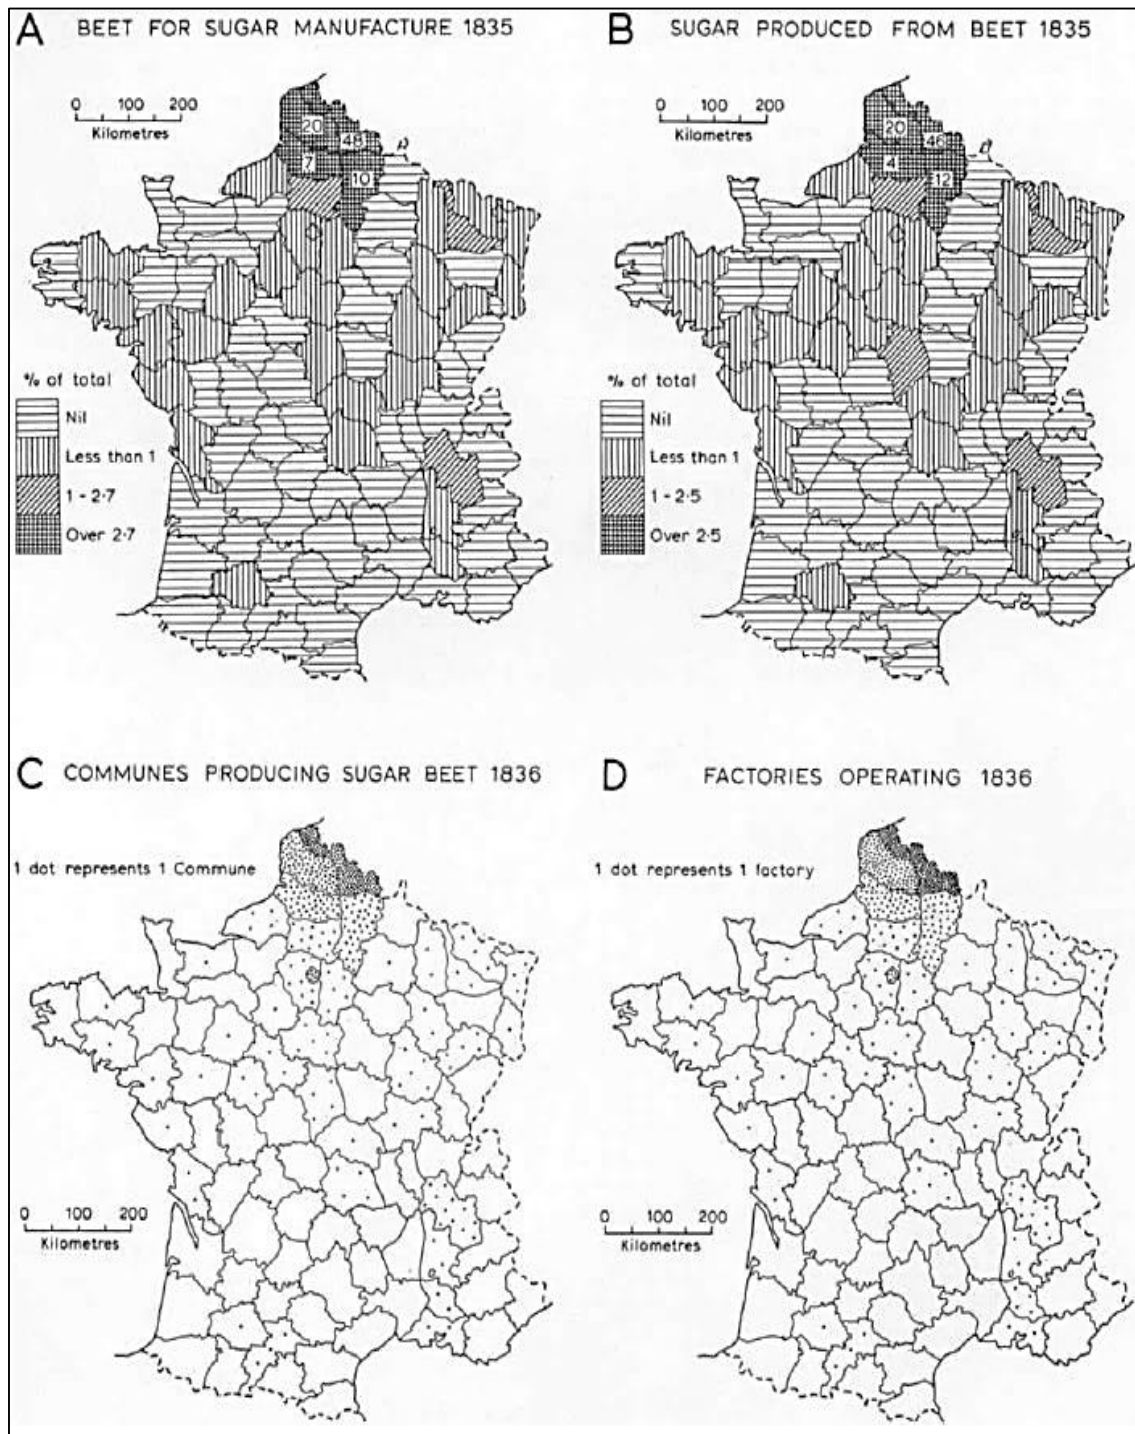 A BEET FOR SUGAR MANUFACTURE 1835
0 100 200
Kilometres
20
48
7
10
% of total
Nil
Less than 1
1 - 2·7
Over 2·7
B SUGAR PRODUCED FROM BEET 1835
0 100 200
Kilometres
20
46
4
12
% of total
Nil
Less than 1
1 - 2·5
Over 2·5
C COMMUNES PRODUCING SUGAR BEET 1836
1 dot represents 1 Commune
0 100 200
Kilometres
D FACTORIES OPERATING 1836
1 dot represents 1 factory
0 100 200
Kilometres